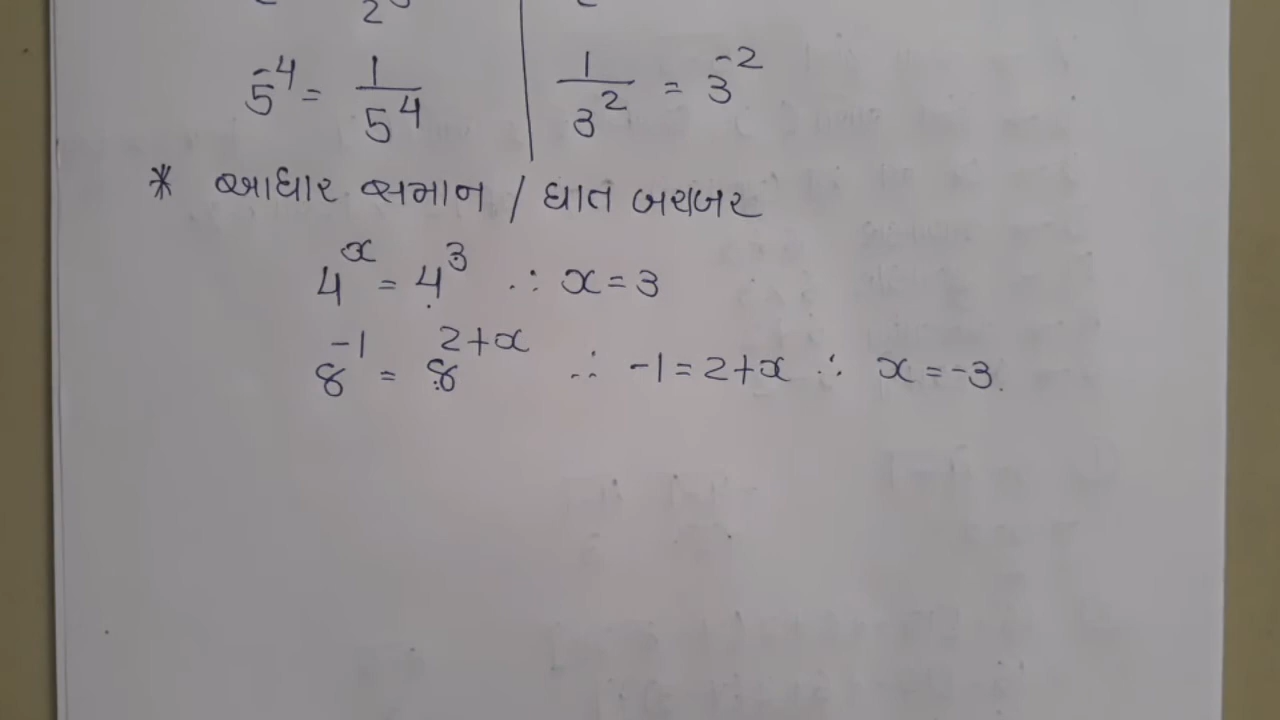 5⁻⁴ = 1/5⁴ | 1/3² = 3⁻²
* આધાર સમાન / ઘાત બરાબર
4ˣ = 4³ ∴ x = 3
8⁻¹ = 8²⁺ˣ ∴ -1 = 2+x ∴ x = -3.